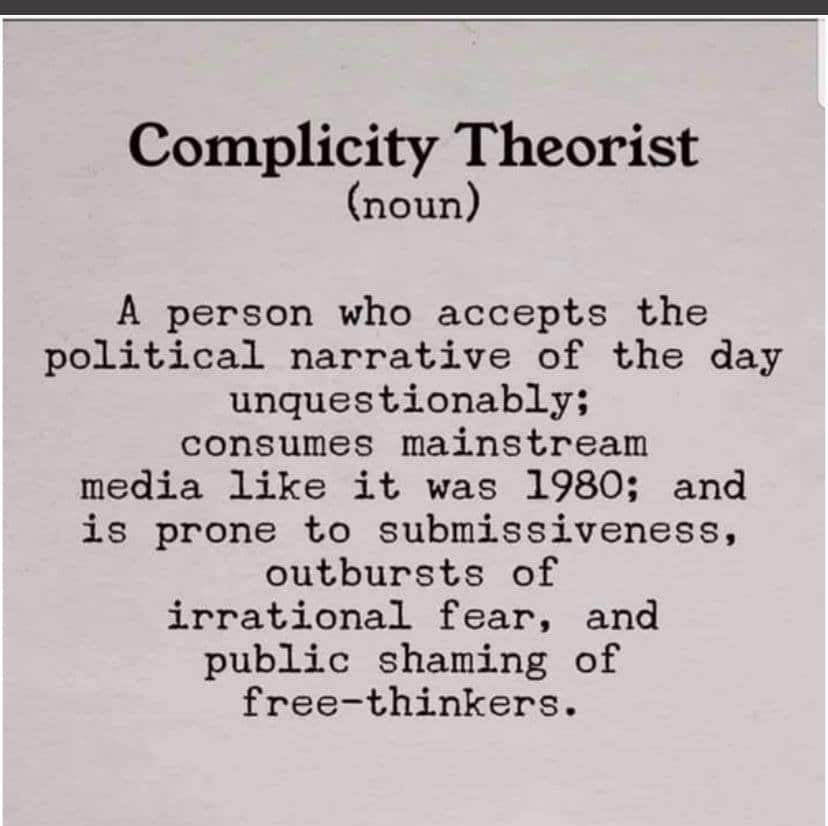 Complicity Theorist
(noun)
A person who accepts the
political narrative of the day
unquestionably;
consumes mainstream
media like it was 1980; and
is prone to submissiveness,
outbursts of
irrational fear, and
public shaming of
free-thinkers.